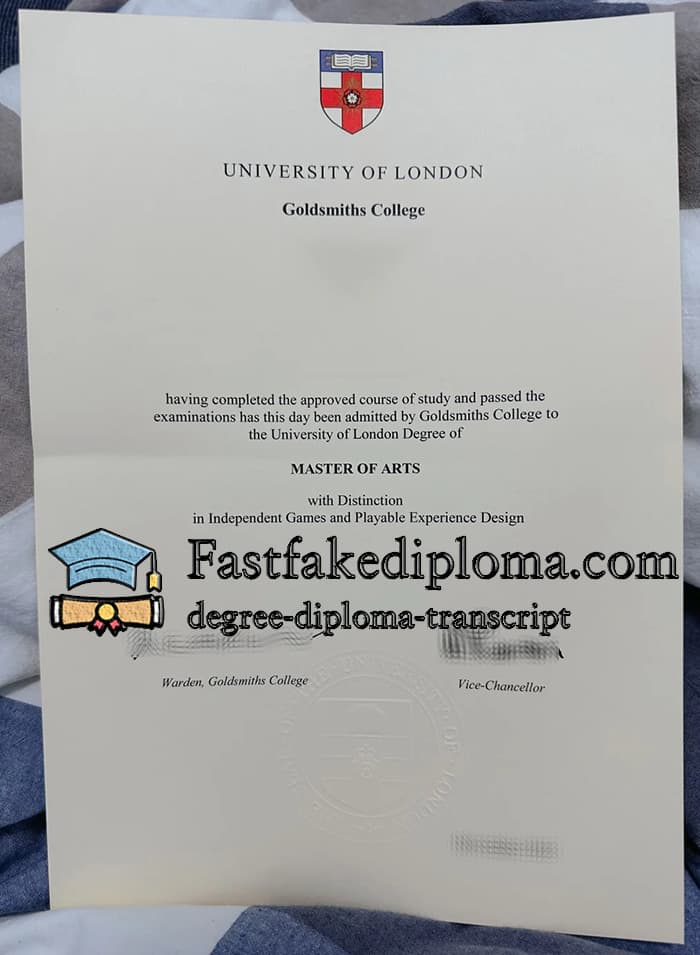 UNIVERSITY OF LONDON
Goldsmiths College
having completed the approved course of study and passed the
examinations has this day been admitted by Goldsmiths College to
the University of London Degree of
MASTER OF ARTS
with Distinction
in Independent Games and Playable Experience Design
Fastfakediploma.com
degree-diploma-transcript
Warden, Goldsmiths College
Vice-Chancellor